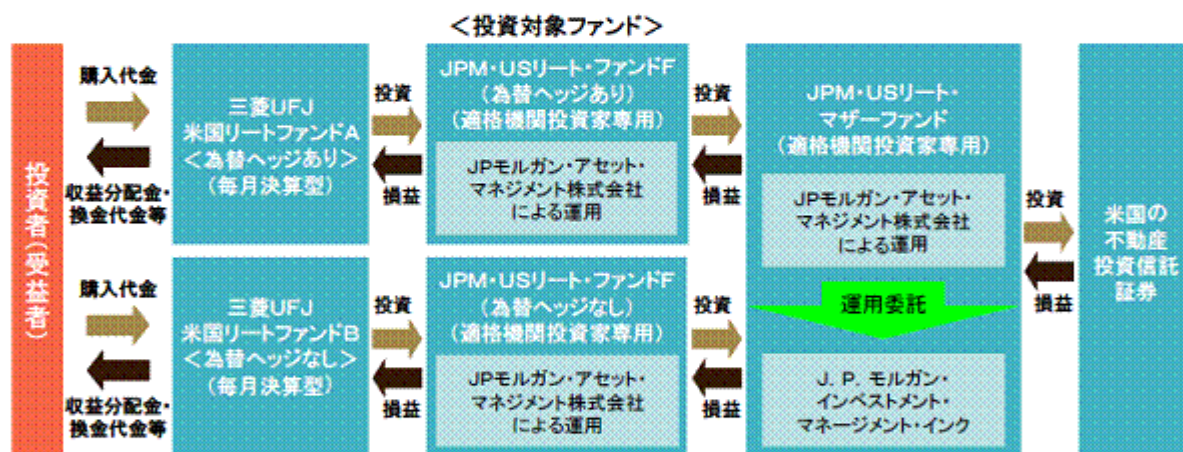 ＜投資対象ファンド＞
投資者(受益者)
購入代金
収益分配金・
換金代金等
三菱UFJ
米国リートファンドA
＜為替ヘッジあり＞
(毎月決算型)
投資
損益
JPM・USリート・ファンドF
(為替ヘッジあり)
(適格機関投資家専用)
JPモルガン・アセット・
マネジメント株式会社
による運用
投資
損益
購入代金
収益分配金・
換金代金等
三菱UFJ
米国リートファンドB
＜為替ヘッジなし＞
(毎月決算型)
投資
損益
JPM・USリート・ファンドF
(為替ヘッジなし)
(適格機関投資家専用)
JPモルガン・アセット・
マネジメント株式会社
による運用
投資
損益
JPM・USリート・
マザーファンド
(適格機関投資家専用)
JPモルガン・アセット・
マネジメント株式会社
による運用
運用委託
J. P. モルガン・
インベストメント・
マネージメント・インク
投資
損益
米国の
不動産
投資信託
証券